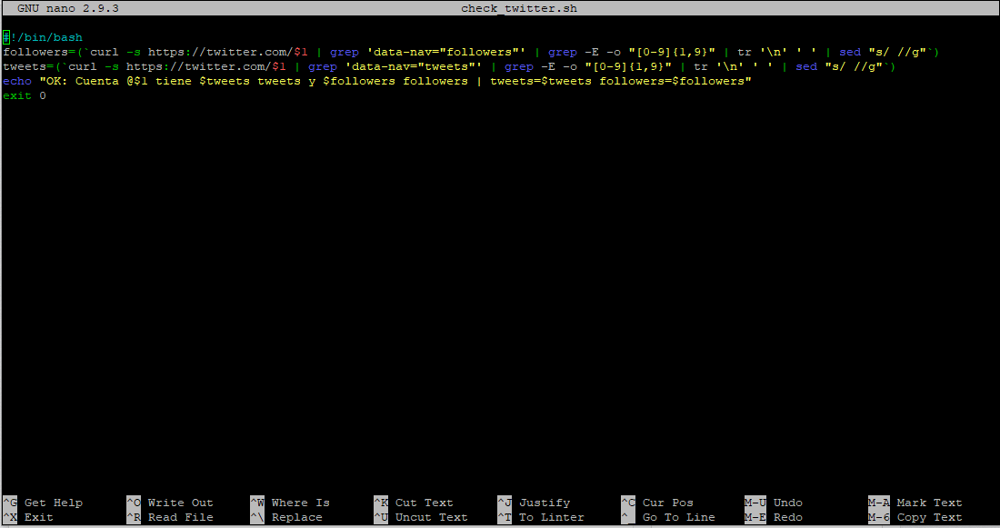 GNU nano 2.9.3 check_twitter.sh
#!/bin/bash
followers=(`curl -s https://twitter.com/$1 | grep 'data-nav="followers"' | grep -E -o "[0-9]{1,9}" | tr '\n' ' ' | sed "s/ //g"`)
tweets=(`curl -s https://twitter.com/$1 | grep 'data-nav="tweets"' | grep -E -o "[0-9]{1,9}" | tr '\n' ' ' | sed "s/ //g"`)
echo "OK: Cuenta @$1 tiene $tweets tweets y $followers followers | tweets=$tweets followers=$followers"
exit 0
^G Get Help ^O Write Out ^W Where Is ^K Cut Text ^J Justify ^C Cur Pos M-U Undo M-A Mark Text
^X Exit ^R Read File ^\ Replace ^U Uncut Text ^T To Linter ^_ Go To Line M-E Redo M-6 Copy Text